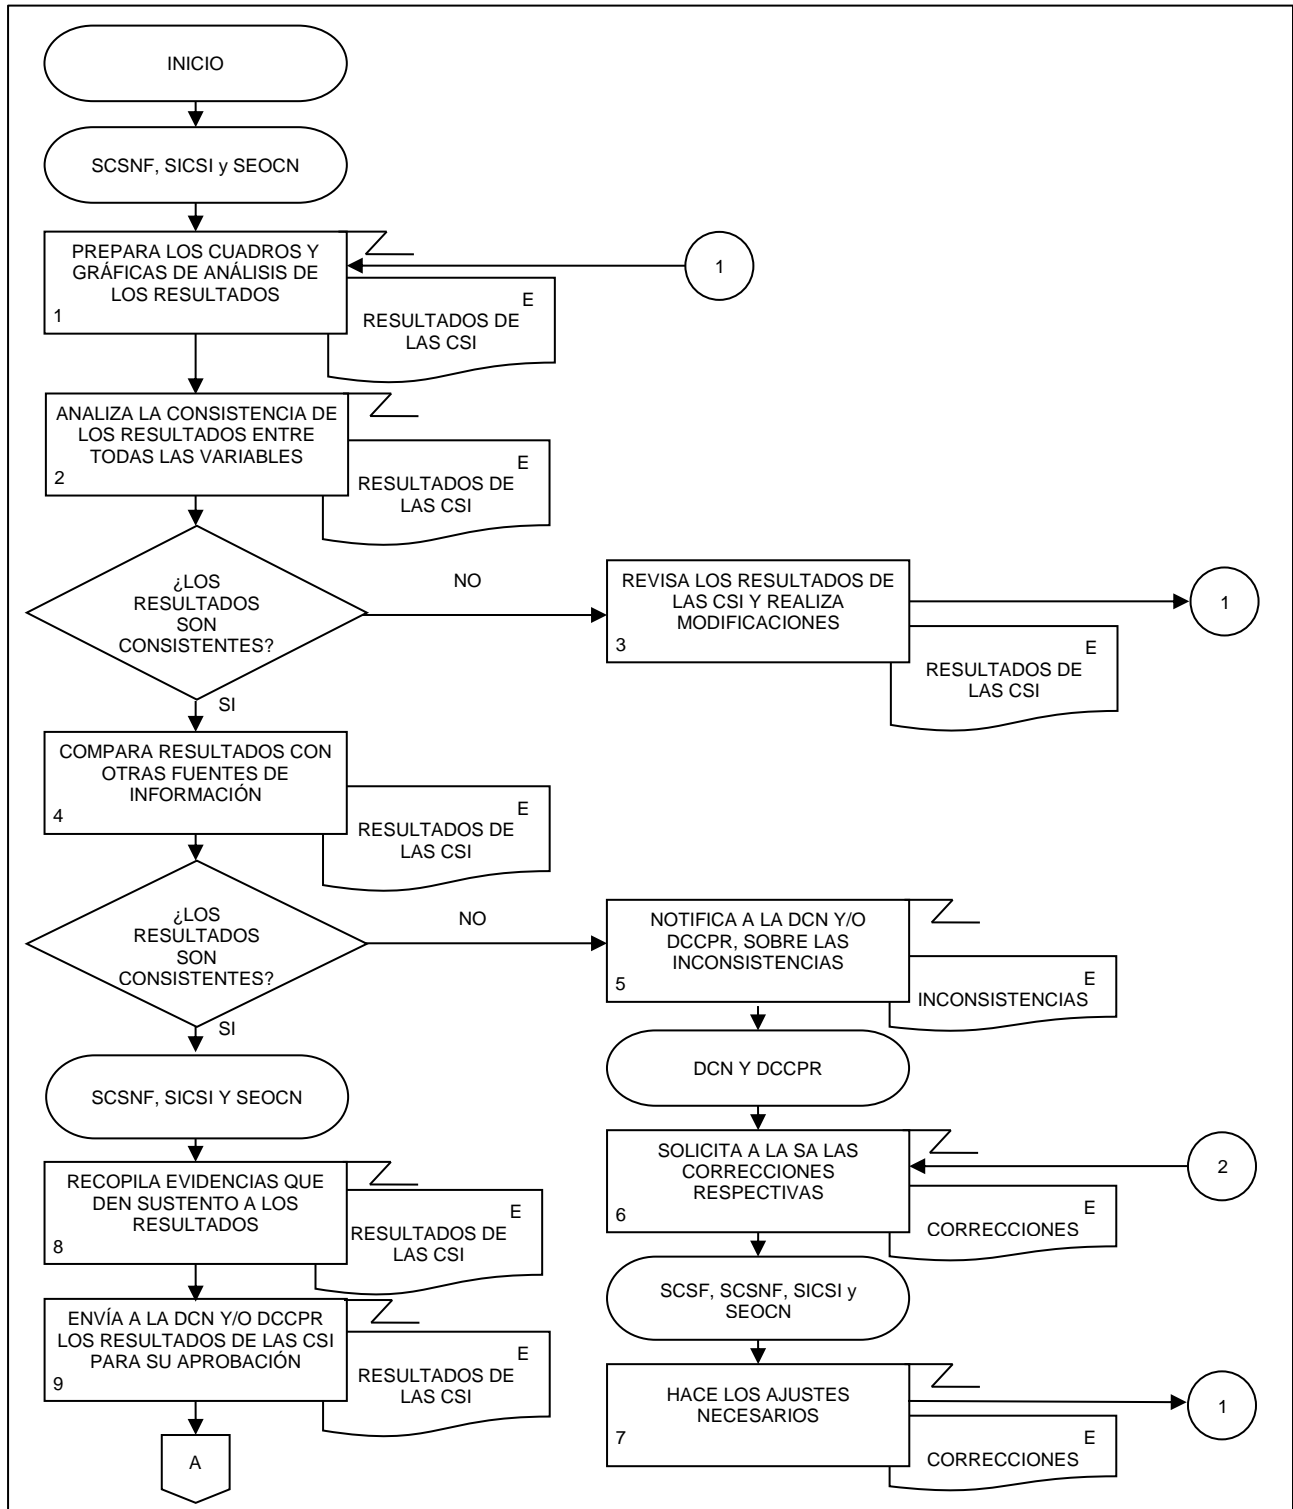 INICIO
SCSNF, SICSI y SEOCN
PREPARA LOS CUADROS Y
GRÁFICAS DE ANÁLISIS DE
LOS RESULTADOS
1
1
E
RESULTADOS DE
LAS CSI
ANALIZA LA CONSISTENCIA DE
LOS RESULTADOS ENTRE
TODAS LAS VARIABLES
2
E
RESULTADOS DE
LAS CSI
¿LOS
RESULTADOS
SON
CONSISTENTES?
NO
SI
REVISA LOS RESULTADOS DE
LAS CSI Y REALIZA
MODIFICACIONES
3
1
E
RESULTADOS DE
LAS CSI
COMPARA RESULTADOS CON
OTRAS FUENTES DE
INFORMACIÓN
4
E
RESULTADOS DE
LAS CSI
¿LOS
RESULTADOS
SON
CONSISTENTES?
NO
SI
NOTIFICA A LA DCN Y/O
DCCPR, SOBRE LAS
INCONSISTENCIAS
5
E
INCONSISTENCIAS
DCN Y DCCPR
SOLICITA A LA SA LAS
CORRECCIONES
RESPECTIVAS
6
2
E
CORRECCIONES
SCSF, SCSNF, SICSI y
SEOCN
HACE LOS AJUSTES
NECESARIOS
7
1
E
CORRECCIONES
SCSNF, SICSI Y SEOCN
RECOPILA EVIDENCIAS QUE
DEN SUSTENTO A LOS
RESULTADOS
8
E
RESULTADOS DE
LAS CSI
ENVÍA A LA DCN Y/O DCCPR
LOS RESULTADOS DE LAS CSI
PARA SU APROBACIÓN
9
E
RESULTADOS DE
LAS CSI
A